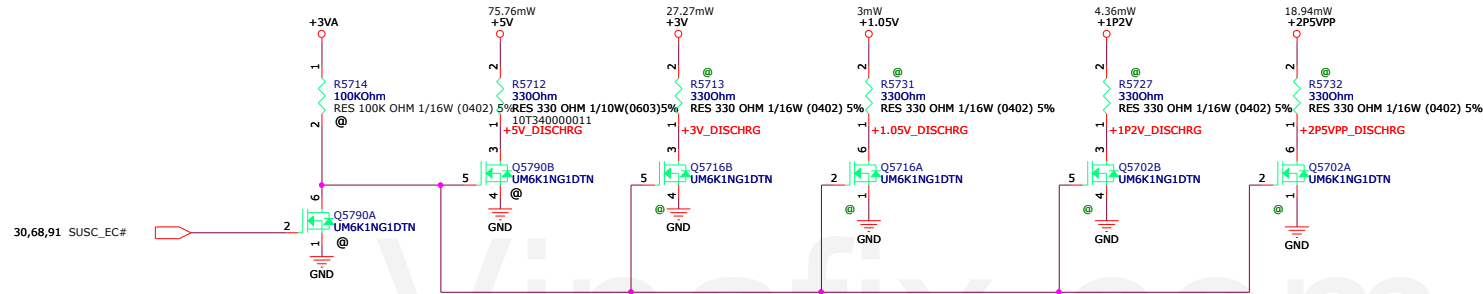 +3VA
75.76mW
+5V
27.27mW
+3V
3mW
+1.05V
4.36mW
+1P2V
18.94mW
+2P5VPP
1
R5714
100KOhm
RES 100K OHM 1/16W (0402) 5%
2
@
2
R5712
330Ohm
RES 330 OHM 1/10W(0603)5%
10T340000011
1
+5V_DISCHRG
2
@
R5713
330Ohm
RES 330 OHM 1/16W (0402) 5%
1
+3V_DISCHRG
2
@
R5731
330Ohm
RES 330 OHM 1/16W (0402) 5%
1
+1.05V_DISCHRG
2
@
R5727
330Ohm
RES 330 OHM 1/16W (0402) 5%
1
+1P2V_DISCHRG
2
@
R5732
330Ohm
RES 330 OHM 1/16W (0402) 5%
1
+2P5VPP_DISCHRG
3
5
Q5790B
UM6K1NG1DTN
4
@
GND
3
5
Q5716B
UM6K1NG1DTN
4
@
GND
6
2
Q5716A
UM6K1NG1DTN
1
@
GND
3
5
Q5702B
UM6K1NG1DTN
4
@
GND
6
2
Q5702A
UM6K1NG1DTN
1
@
GND
30,68,91 SUSC_EC#
6
2
Q5790A
UM6K1NG1DTN
1
@
GND